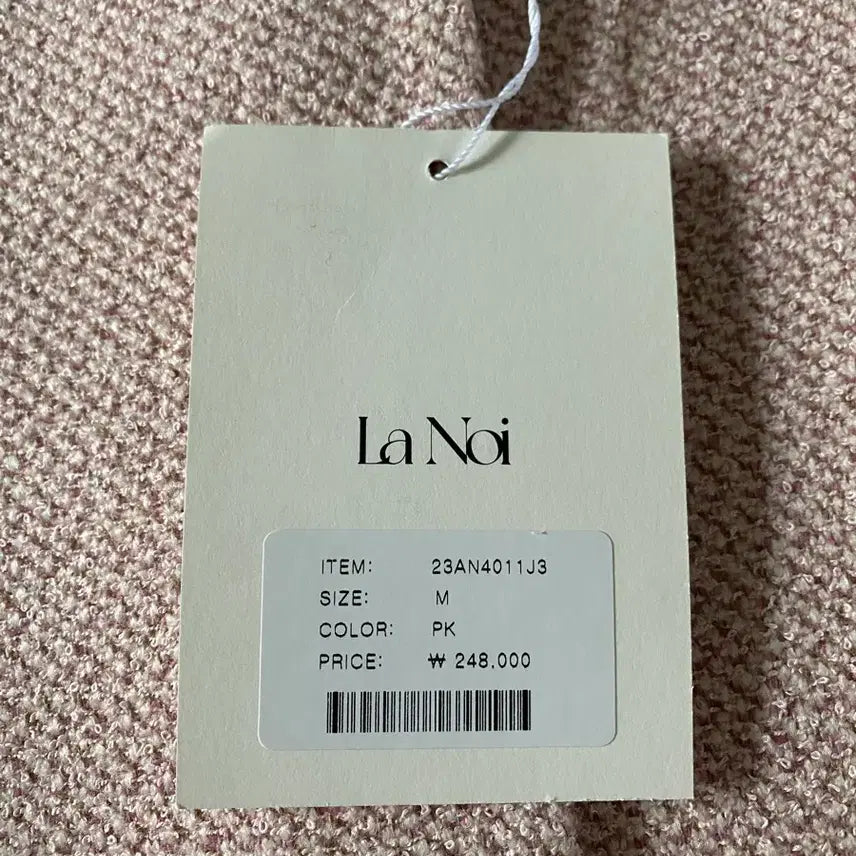 La Noi
ITEM: 23AN4011J3
SIZE: M
COLOR: PK
PRICE: ₩ 248,000